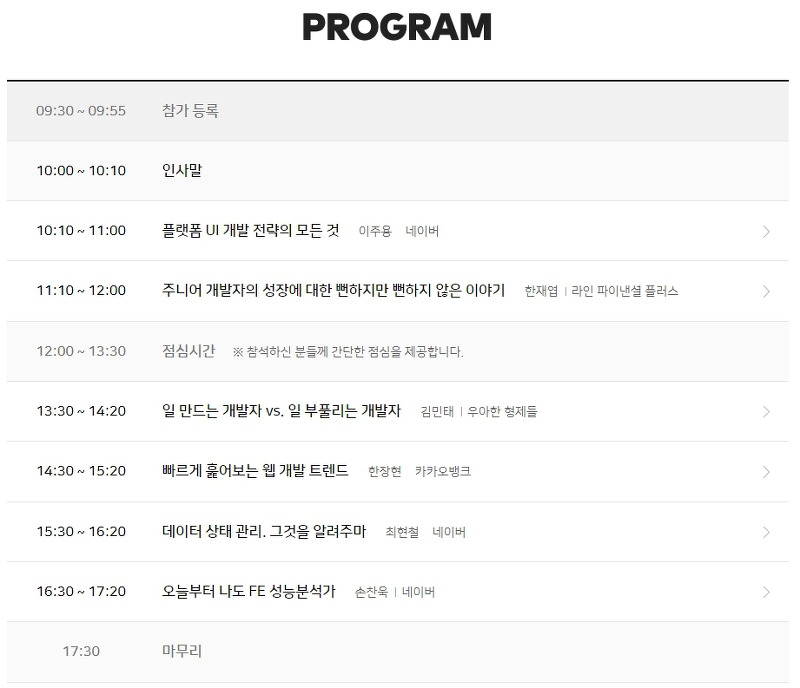 PROGRAM
09:30 ~ 09:55 참가 등록
10:00 ~ 10:10 인사말
10:10 ~ 11:00 플랫폼 UI 개발 전략의 모든 것 이주용 네이버
11:10 ~ 12:00 주니어 개발자의 성장에 대한 뻔하지만 뻔하지 않은 이야기 한재엽 | 라인 파이낸셜 플러스
12:00 ~ 13:30 점심시간 ※ 참석하신 분들께 간단한 점심을 제공합니다.
13:30 ~ 14:20 일 만드는 개발자 vs. 일 부풀리는 개발자 김민태 | 우아한 형제들
14:30 ~ 15:20 빠르게 훑어보는 웹 개발 트렌드 한장현 카카오뱅크
15:30 ~ 16:20 데이터 상태 관리. 그것을 알려주마 최현철 네이버
16:30 ~ 17:20 오늘부터 나도 FE 성능분석가 손찬욱 | 네이버
17:30 마무리